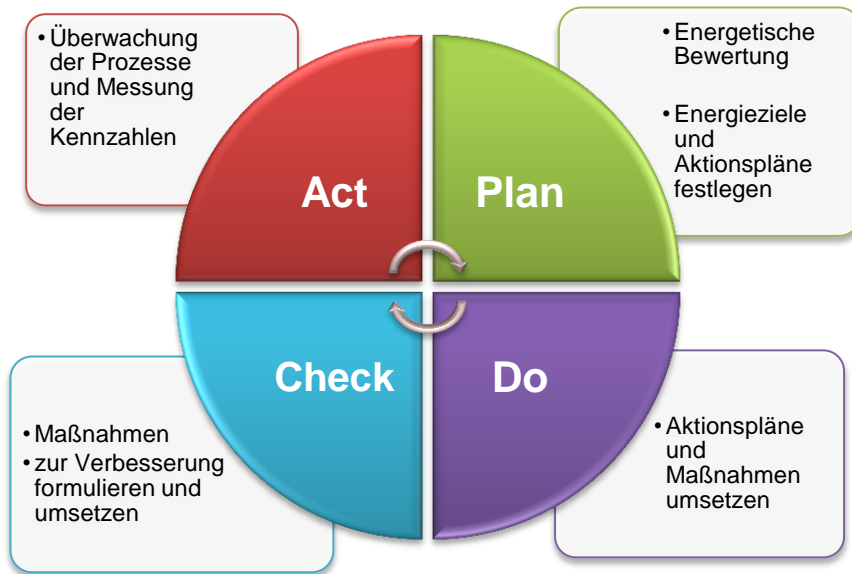 • Überwachung
der Prozesse
und Messung
der
Kennzahlen
• Energetische
Bewertung
• Energieziele
und
Aktionspläne
festlegen
Act
Plan
Check
Do
• Maßnahmen
• zur Verbesserung
formulieren und
umsetzen
• Aktionspläne
und
Maßnahmen
umsetzen